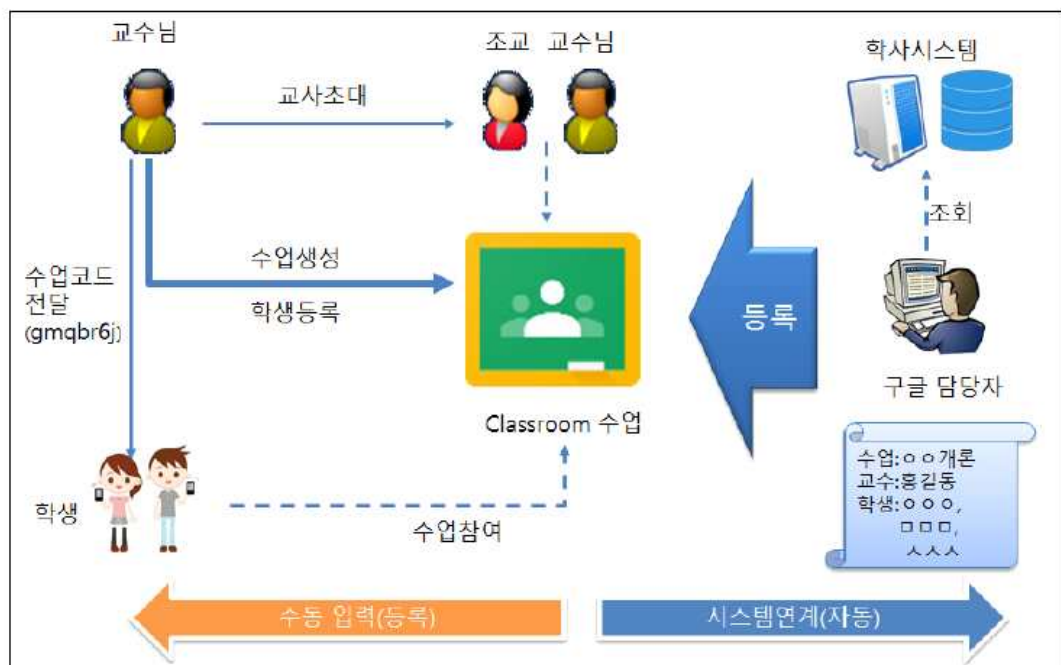 교수님
조교 교수님
학사시스템
교사초대
조회
수업생성
학생등록
수업코드
전달
(gmqbr6j)
등록
구글 담당자
Classroom 수업
수업:ㅇㅇ개론
교수:홍길동
학생:ㅇㅇㅇ,
ㅁㅁㅁ,
ㅅㅅㅅ
학생
수업참여
수동 입력(등록)
시스템연계(자동)